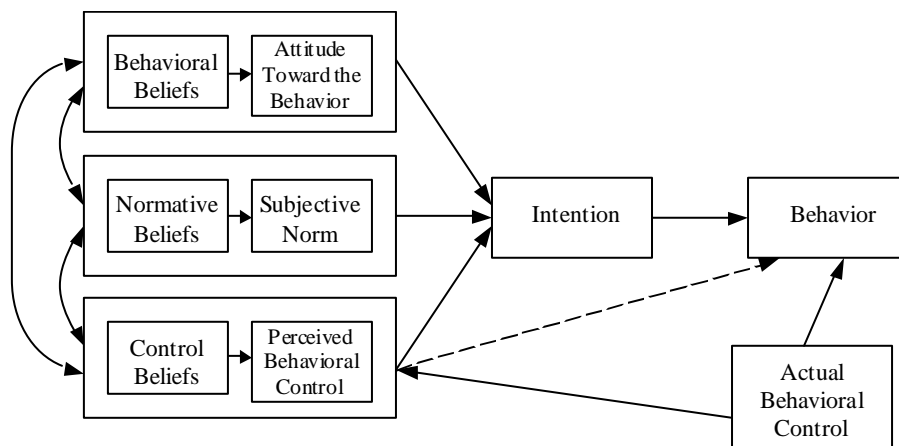 Behavioral
Beliefs
Attitude
Toward the
Behavior
Normative
Beliefs
Subjective
Norm
Control
Beliefs
Perceived
Behavioral
Control
Intention
Behavior
Actual
Behavioral
Control